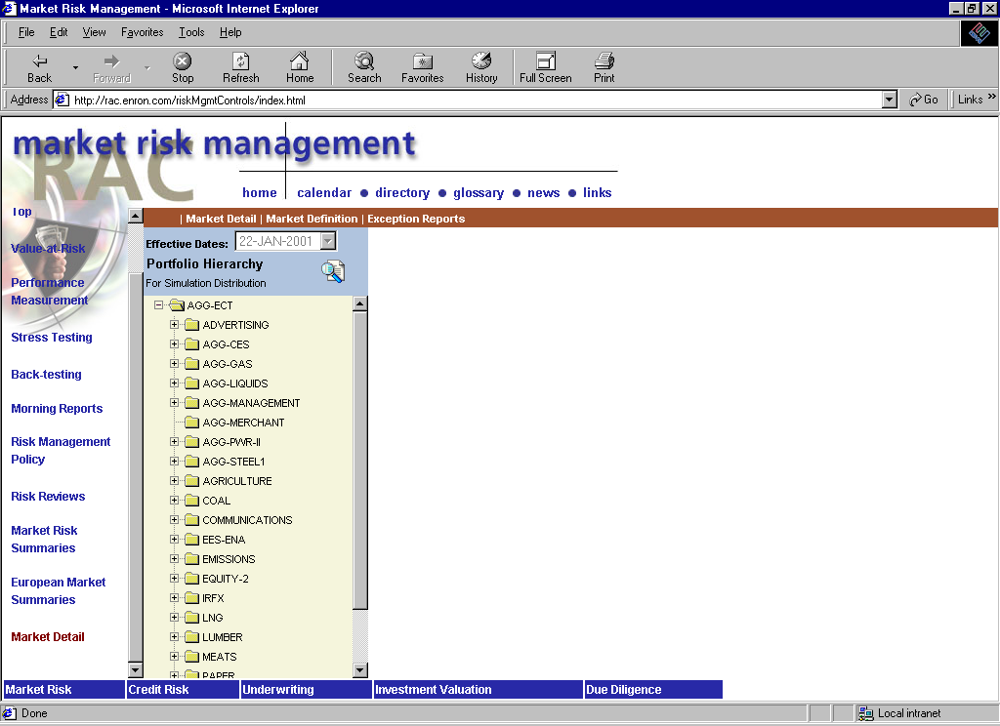 Market Risk Management - Microsoft Internet Explorer
File Edit View Favorites Tools Help
Back Forward Stop Refresh Home Search Favorites History Full Screen Print
Address http://rac.enron.com/riskMgmtControls/index.html Go Links »
market risk management
RAC
home calendar directory glossary news links
Top
Value-at-Risk
Performance
Measurement
Stress Testing
Back-testing
Morning Reports
Risk Management
Policy
Risk Reviews
Market Risk
Summaries
European Market
Summaries
Market Detail
| Market Detail | Market Definition | Exception Reports
Effective Dates: 22-JAN-2001
Portfolio Hierarchy
For Simulation Distribution
AGG-ECT
ADVERTISING
AGG-CES
AGG-GAS
AGG-LIQUIDS
AGG-MANAGEMENT
AGG-MERCHANT
AGG-PWR-II
AGG-STEEL1
AGRICULTURE
COAL
COMMUNICATIONS
EES-ENA
EMISSIONS
EQUITY-2
IRFX
LNG
LUMBER
MEATS
PAPER
Market Risk Credit Risk Underwriting Investment Valuation Due Diligence
Done Local intranet